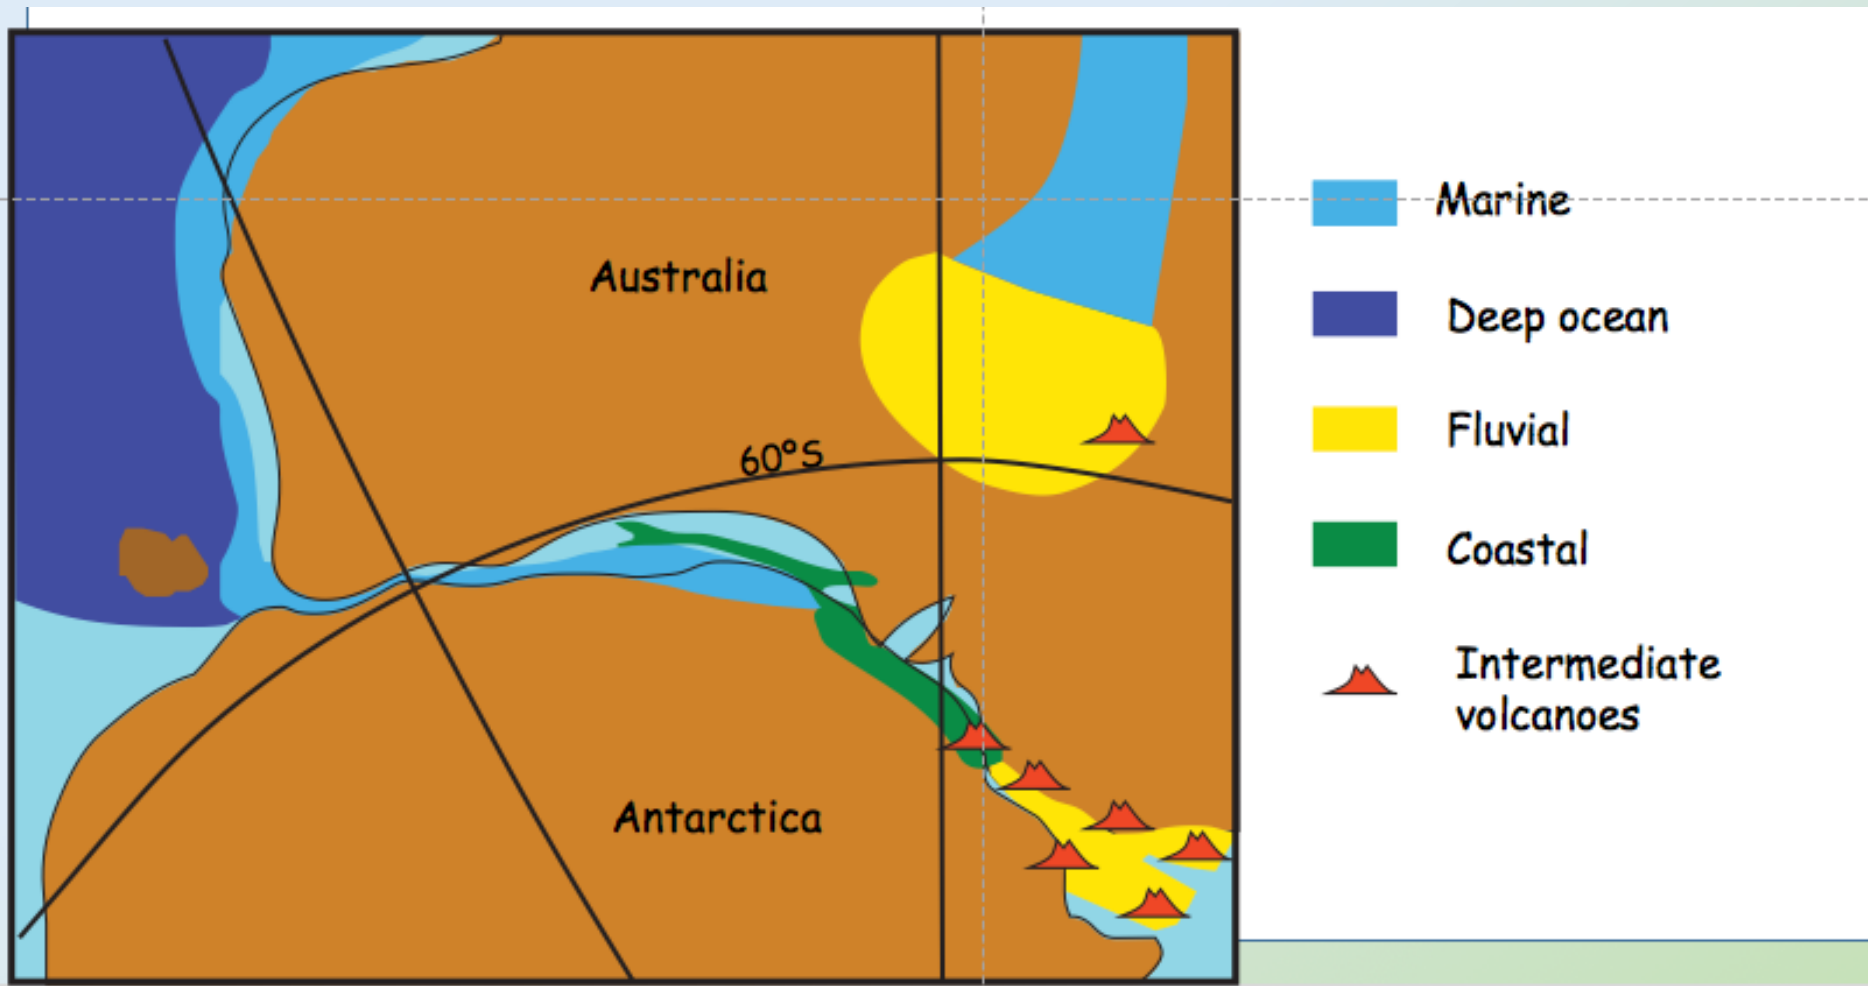 Australia
60°S
Antarctica
Marine
Deep ocean
Fluvial
Coastal
Intermediate
volcanoes